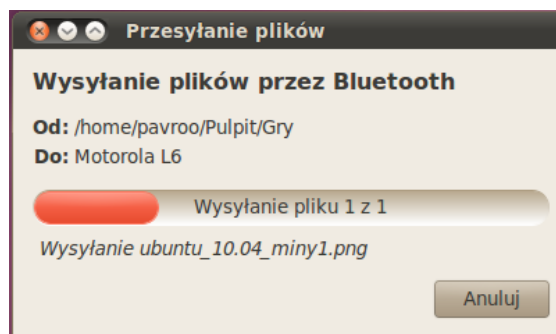 Przesyłanie plików
Wysyłanie plików przez Bluetooth
Od: /home/pavroo/Pulpit/Gry
Do: Motorola L6
Wysyłanie pliku 1 z 1
Wysyłanie ubuntu_10.04_miny1.png
Anuluj